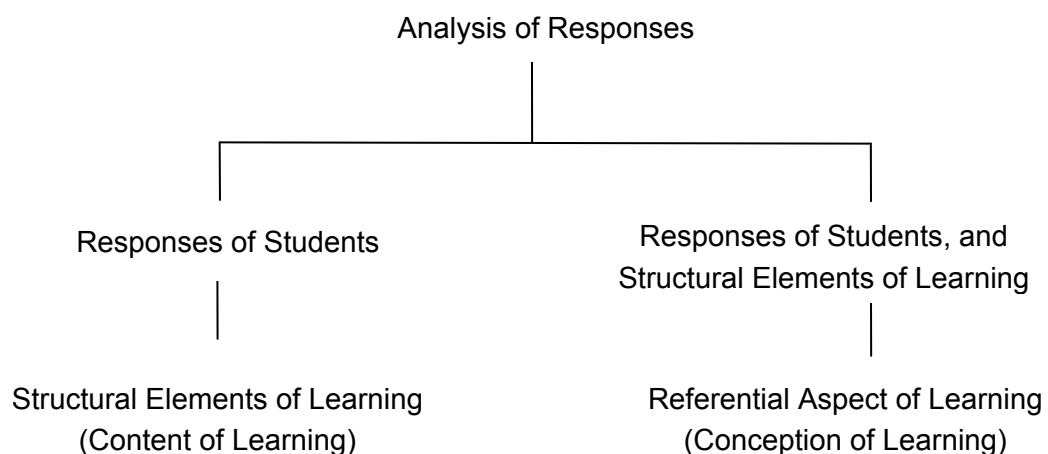 Analysis of Responses
Responses of Students
Responses of Students, and
Structural Elements of Learning
Structural Elements of Learning
(Content of Learning)
Referential Aspect of Learning
(Conception of Learning)